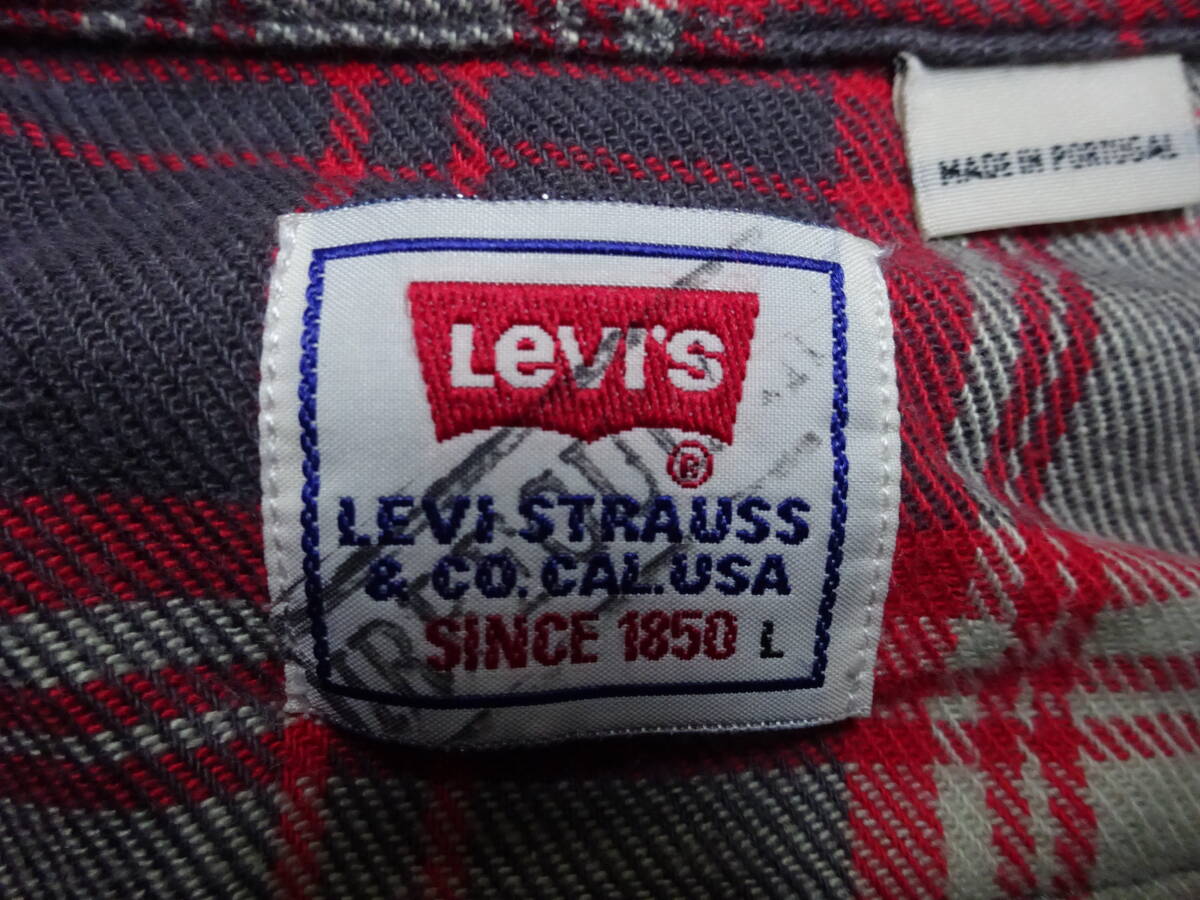 MADE IN PORTUGAL
LEVI'S
®
LEVI STRAUSS
& CO. CAL. USA
SINCE 1850 L